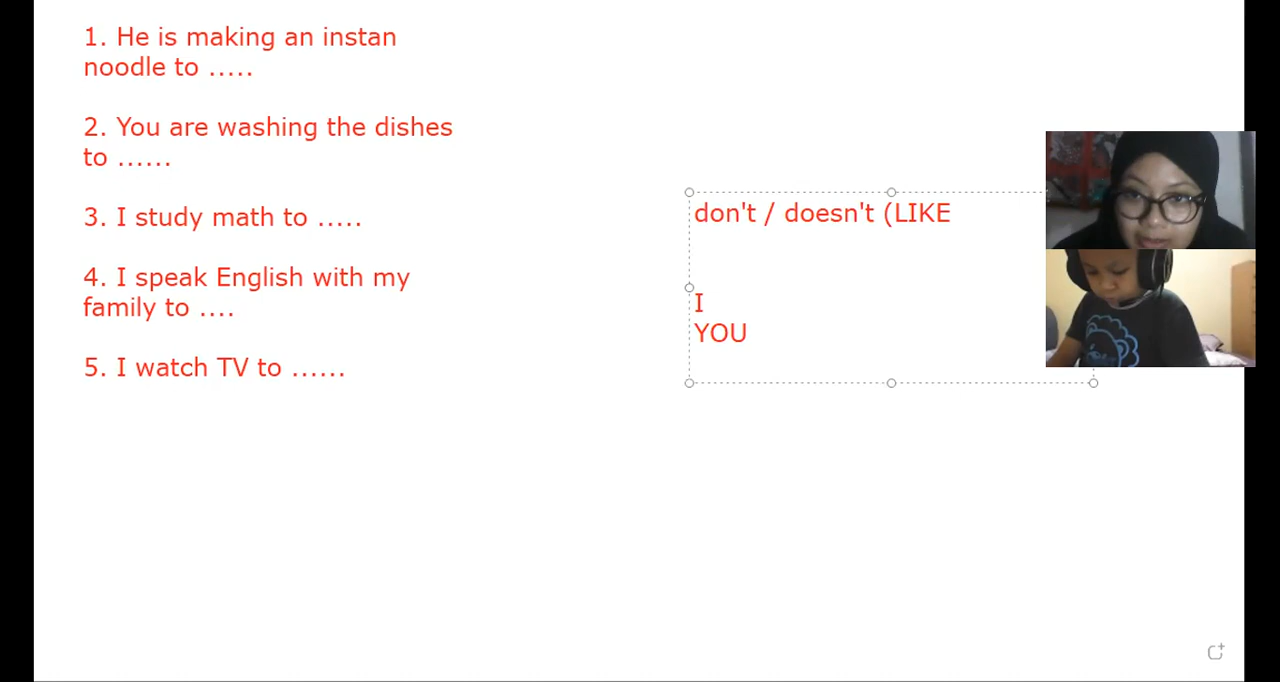 1. He is making an instan
noodle to .....
2. You are washing the dishes
to ......
3. I study math to .....
4. I speak English with my
family to ....
5. I watch TV to ......
don't / doesn't (LIKE
I
YOU